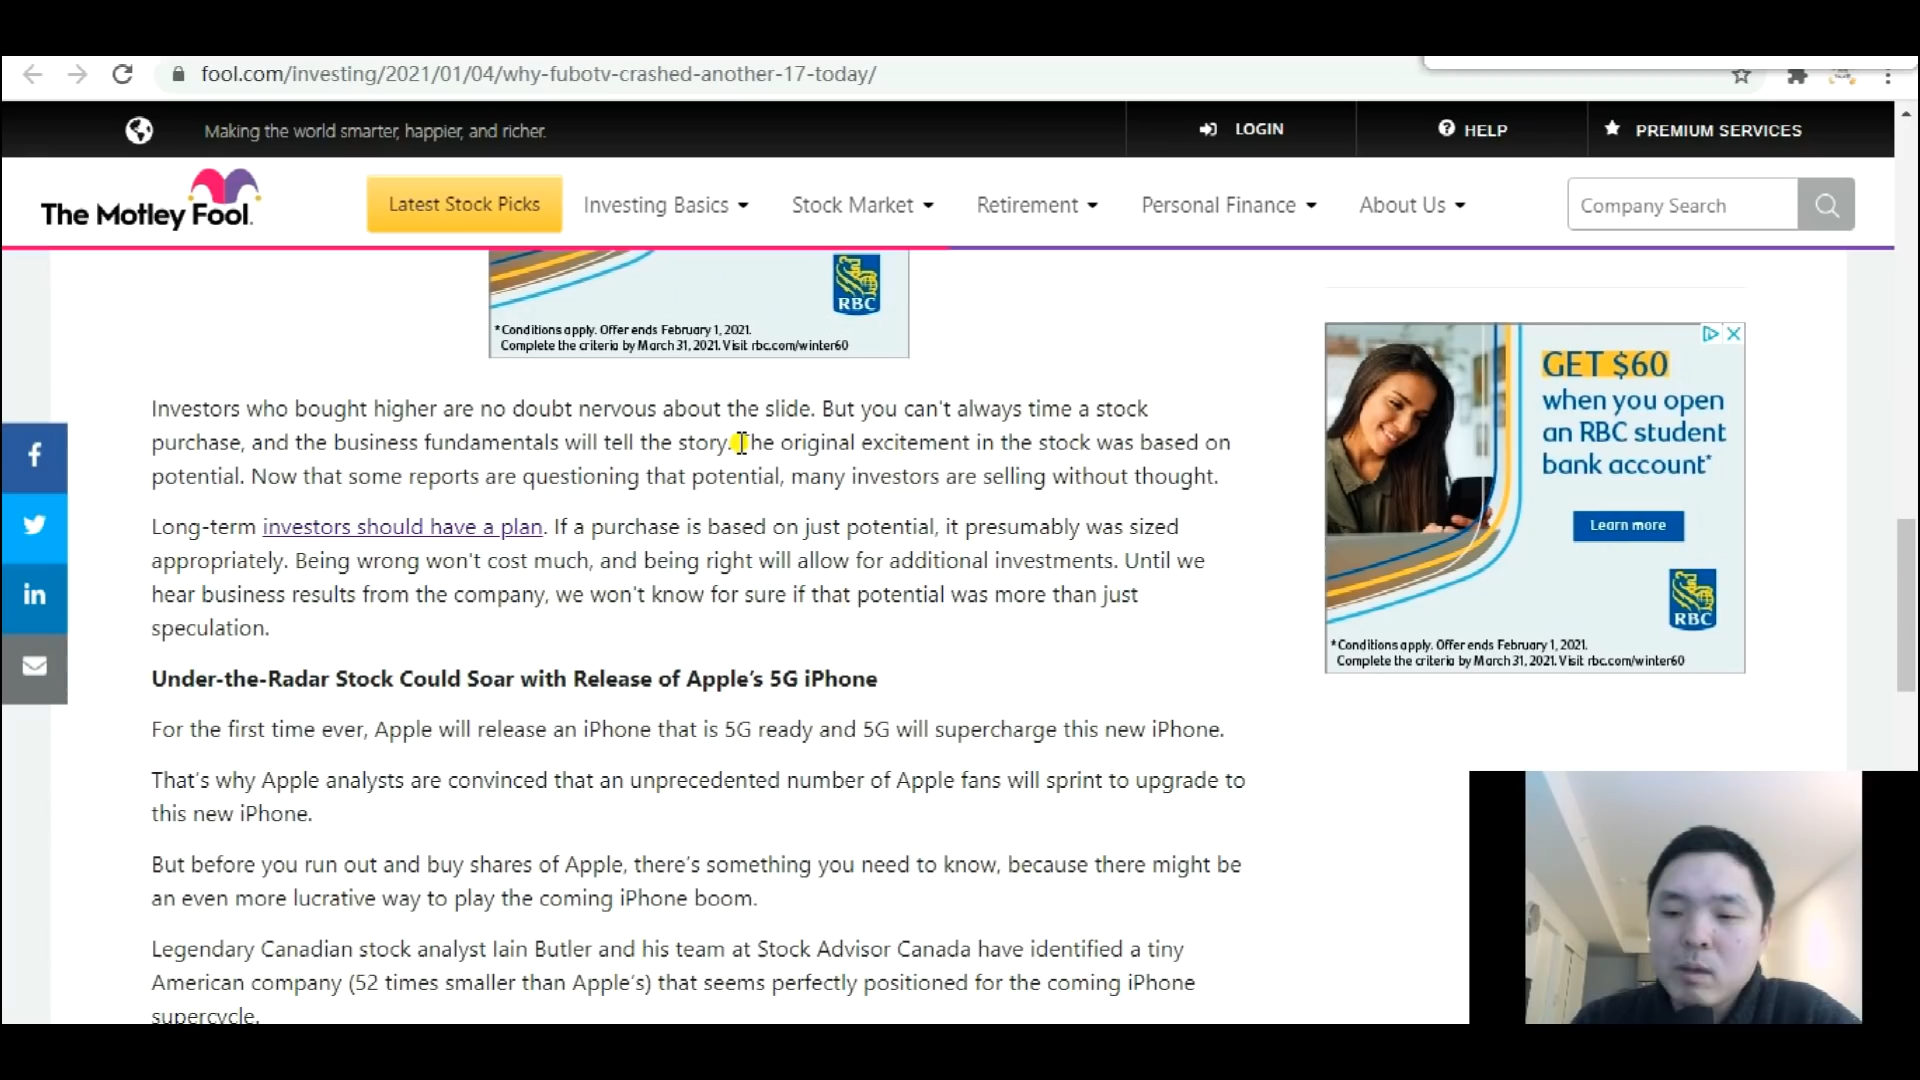 fool.com/investing/2021/01/04/why-fubotv-crashed-another-17-today/
Making the world smarter, happier, and richer.
LOGIN
HELP
PREMIUM SERVICES
The Motley Fool.
Latest Stock Picks
Investing Basics
Stock Market
Retirement
Personal Finance
About Us
Company Search
RBC
*Conditions apply. Offer ends February 1, 2021.
Complete the criteria by March 31, 2021. Visit rbc.com/winter60
Investors who bought higher are no doubt nervous about the slide. But you can't always time a stock
purchase, and the business fundamentals will tell the story. The original excitement in the stock was based on
potential. Now that some reports are questioning that potential, many investors are selling without thought.
Long-term investors should have a plan. If a purchase is based on just potential, it presumably was sized
appropriately. Being wrong won't cost much, and being right will allow for additional investments. Until we
hear business results from the company, we won't know for sure if that potential was more than just
speculation.
Under-the-Radar Stock Could Soar with Release of Apple's 5G iPhone
For the first time ever, Apple will release an iPhone that is 5G ready and 5G will supercharge this new iPhone.
That's why Apple analysts are convinced that an unprecedented number of Apple fans will sprint to upgrade to
this new iPhone.
But before you run out and buy shares of Apple, there's something you need to know, because there might be
an even more lucrative way to play the coming iPhone boom.
Legendary Canadian stock analyst Iain Butler and his team at Stock Advisor Canada have identified a tiny
American company (52 times smaller than Apple's) that seems perfectly positioned for the coming iPhone
supercycle.
GET $60
when you open
an RBC student
bank account*
Learn more
RBC
*Conditions apply. Offer ends February 1, 2021.
Complete the criteria by March 31, 2021. Visit rbc.com/winter60